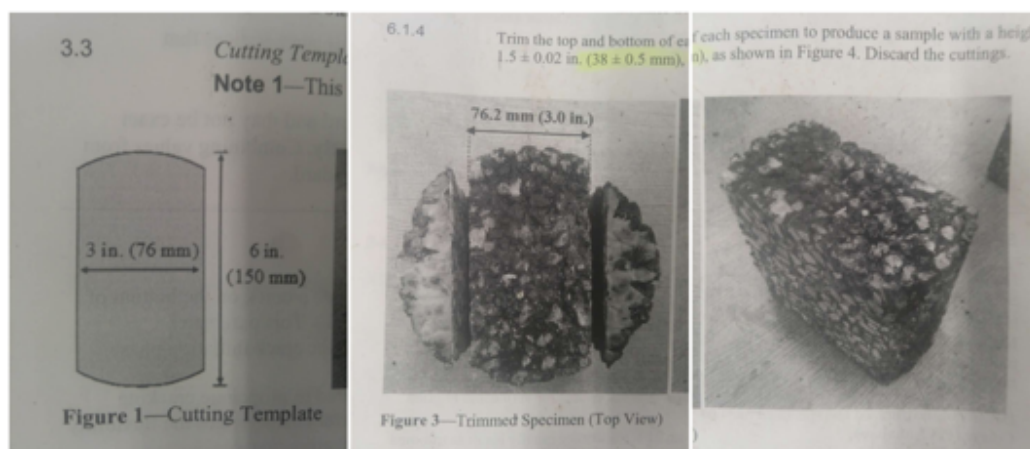 3.3
Cutting Templ
Note 1—This
3 in. (76 mm)
6 in.
(150 mm)
Figure 1—Cutting Template
6.1.4
Trim the top and bottom of ea
1.5 ± 0.02 in. (38 ± 0.5 mm),
76.2 mm (3.0 in.)
Figure 3—Trimmed Specimen (Top View)
f each specimen to produce a sample with a heig
n), as shown in Figure 4. Discard the cuttings.